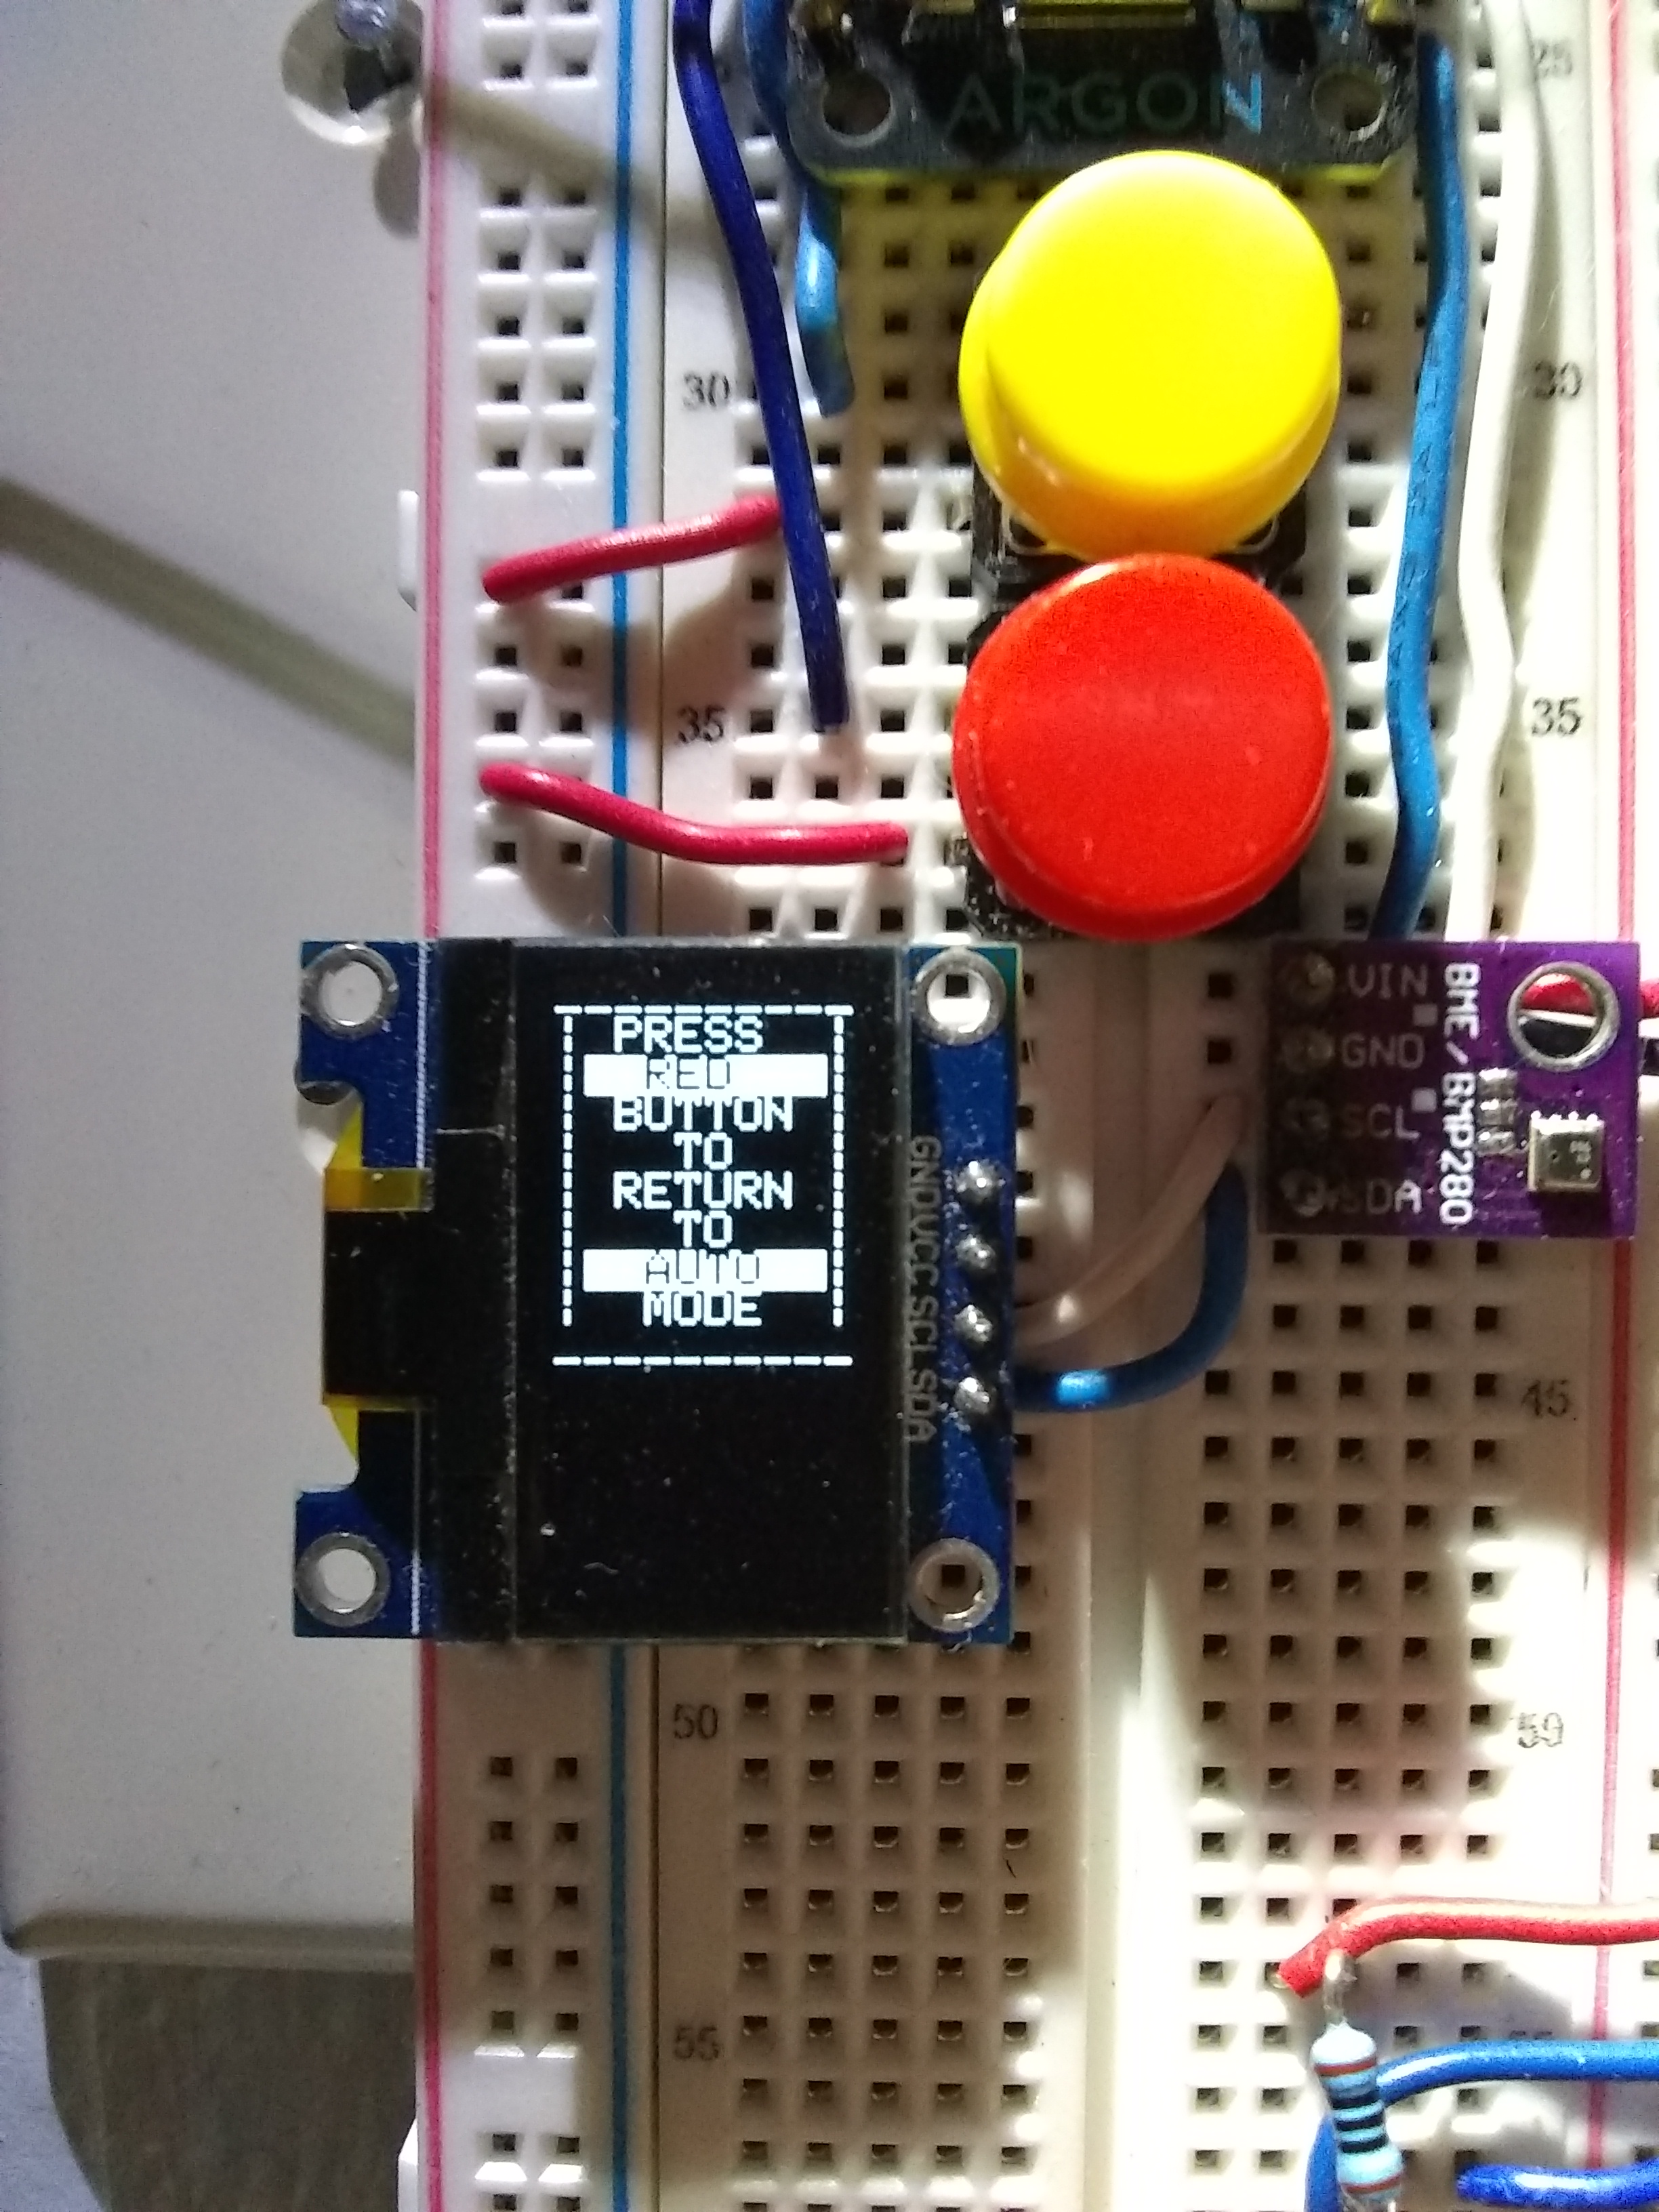 25
ARGON
30
30
35
35
PRESS
RED
BUTTON
TO
RETURN
TO
AUTO
MODE
GND VCC SCL SDA
VIN
GND
SCL
SDA
BME/BMP280
45
50
50
55